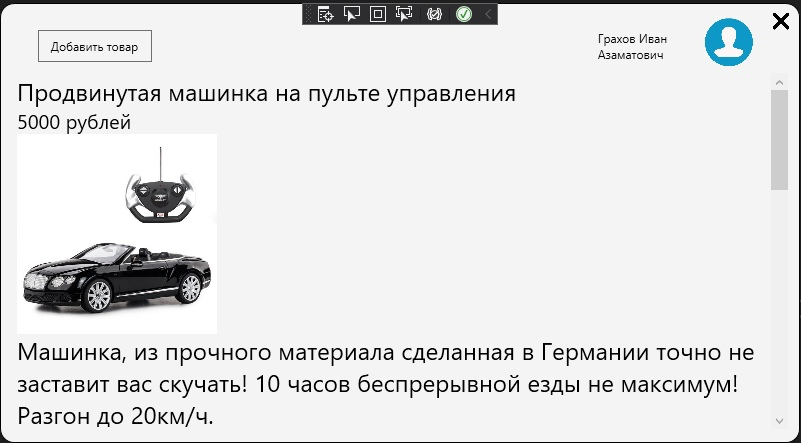 Добавить товар
Грахов Иван
Азаматович
Продвинутая машинка на пульте управления
5000 рублей
Машинка, из прочного материала сделанная в Германии точно не
заставит вас скучать! 10 часов беспрерывной езды не максимум!
Разгон до 20км/ч.